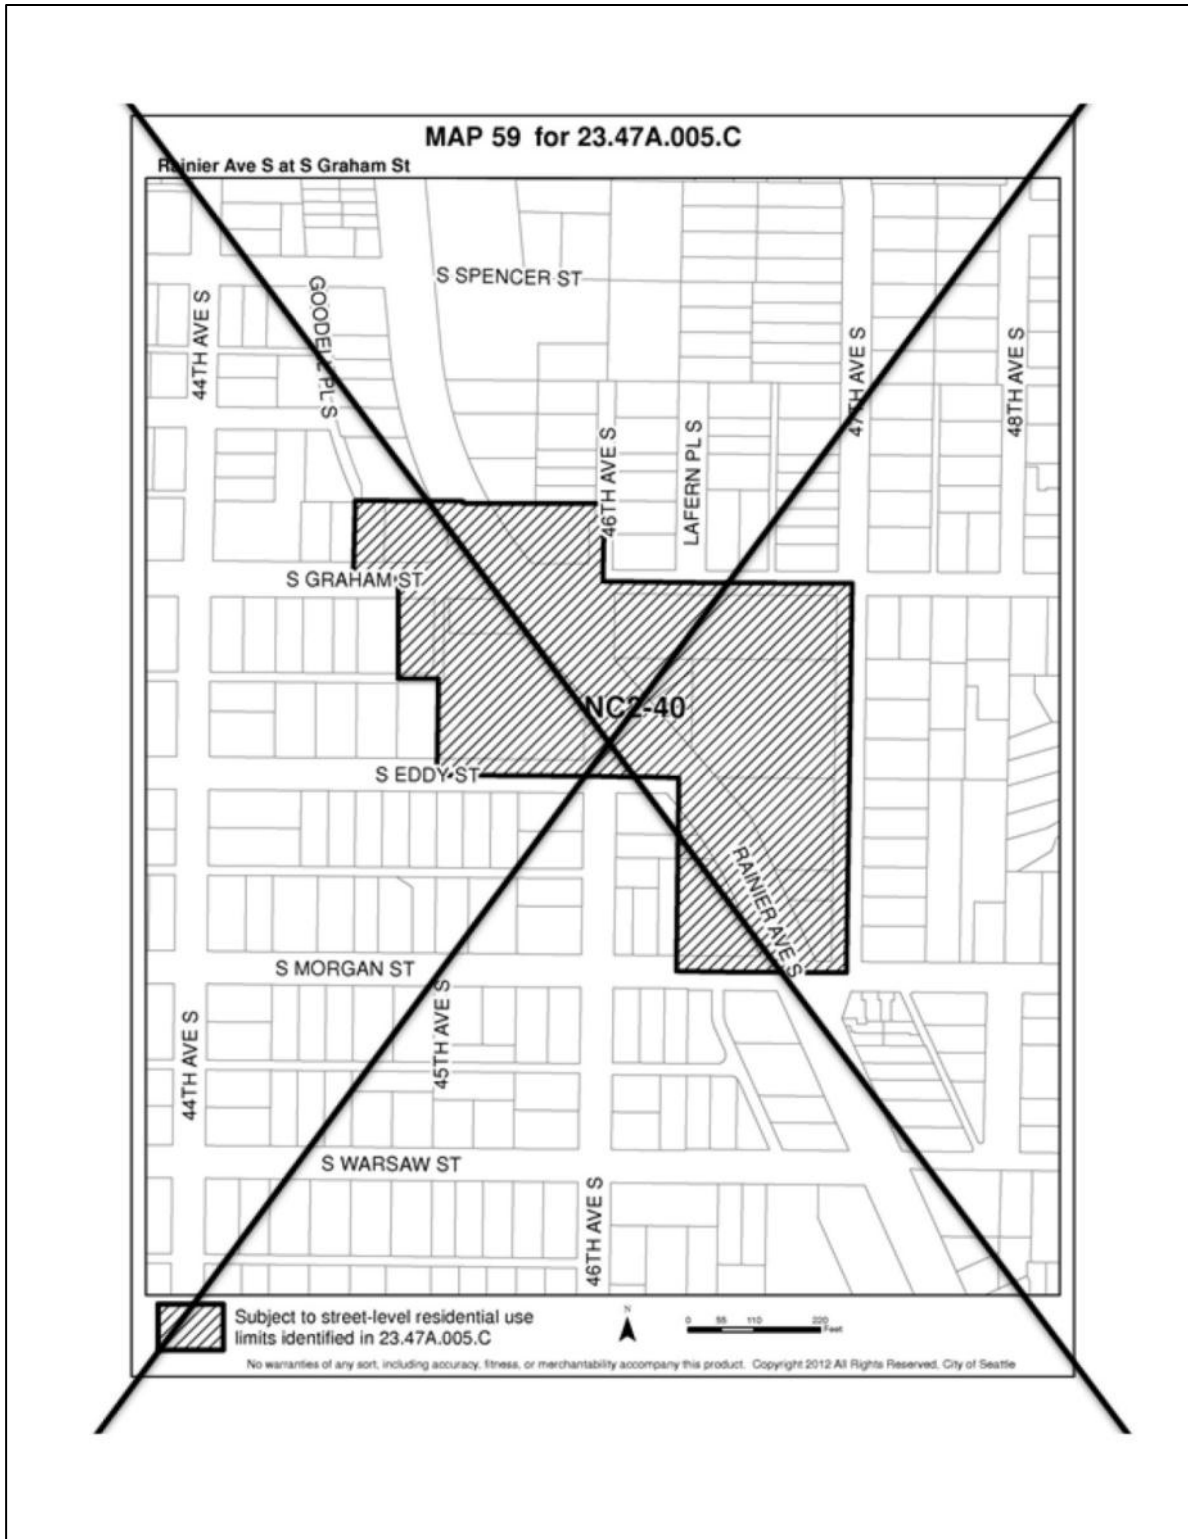 MAP 59 for 23.47A.005.C
Rainier Ave S at S Graham St
S SPENCER ST
GOODELL PL S
44TH AVE S
47TH AVE S
48TH AVE S
46TH AVE S
LAFERN PL S
S GRAHAM ST
NC2-40
S EDDY ST
RAINIER AVE S
S MORGAN ST
45TH AVE S
44TH AVE S
S WARSAW ST
46TH AVE S
Subject to street-level residential use
limits identified in 23.47A.005.C
N
0 55 110 220
Feet
No warranties of any sort, including accuracy, fitness, or merchantability accompany this product. Copyright 2012 All Rights Reserved, City of Seattle